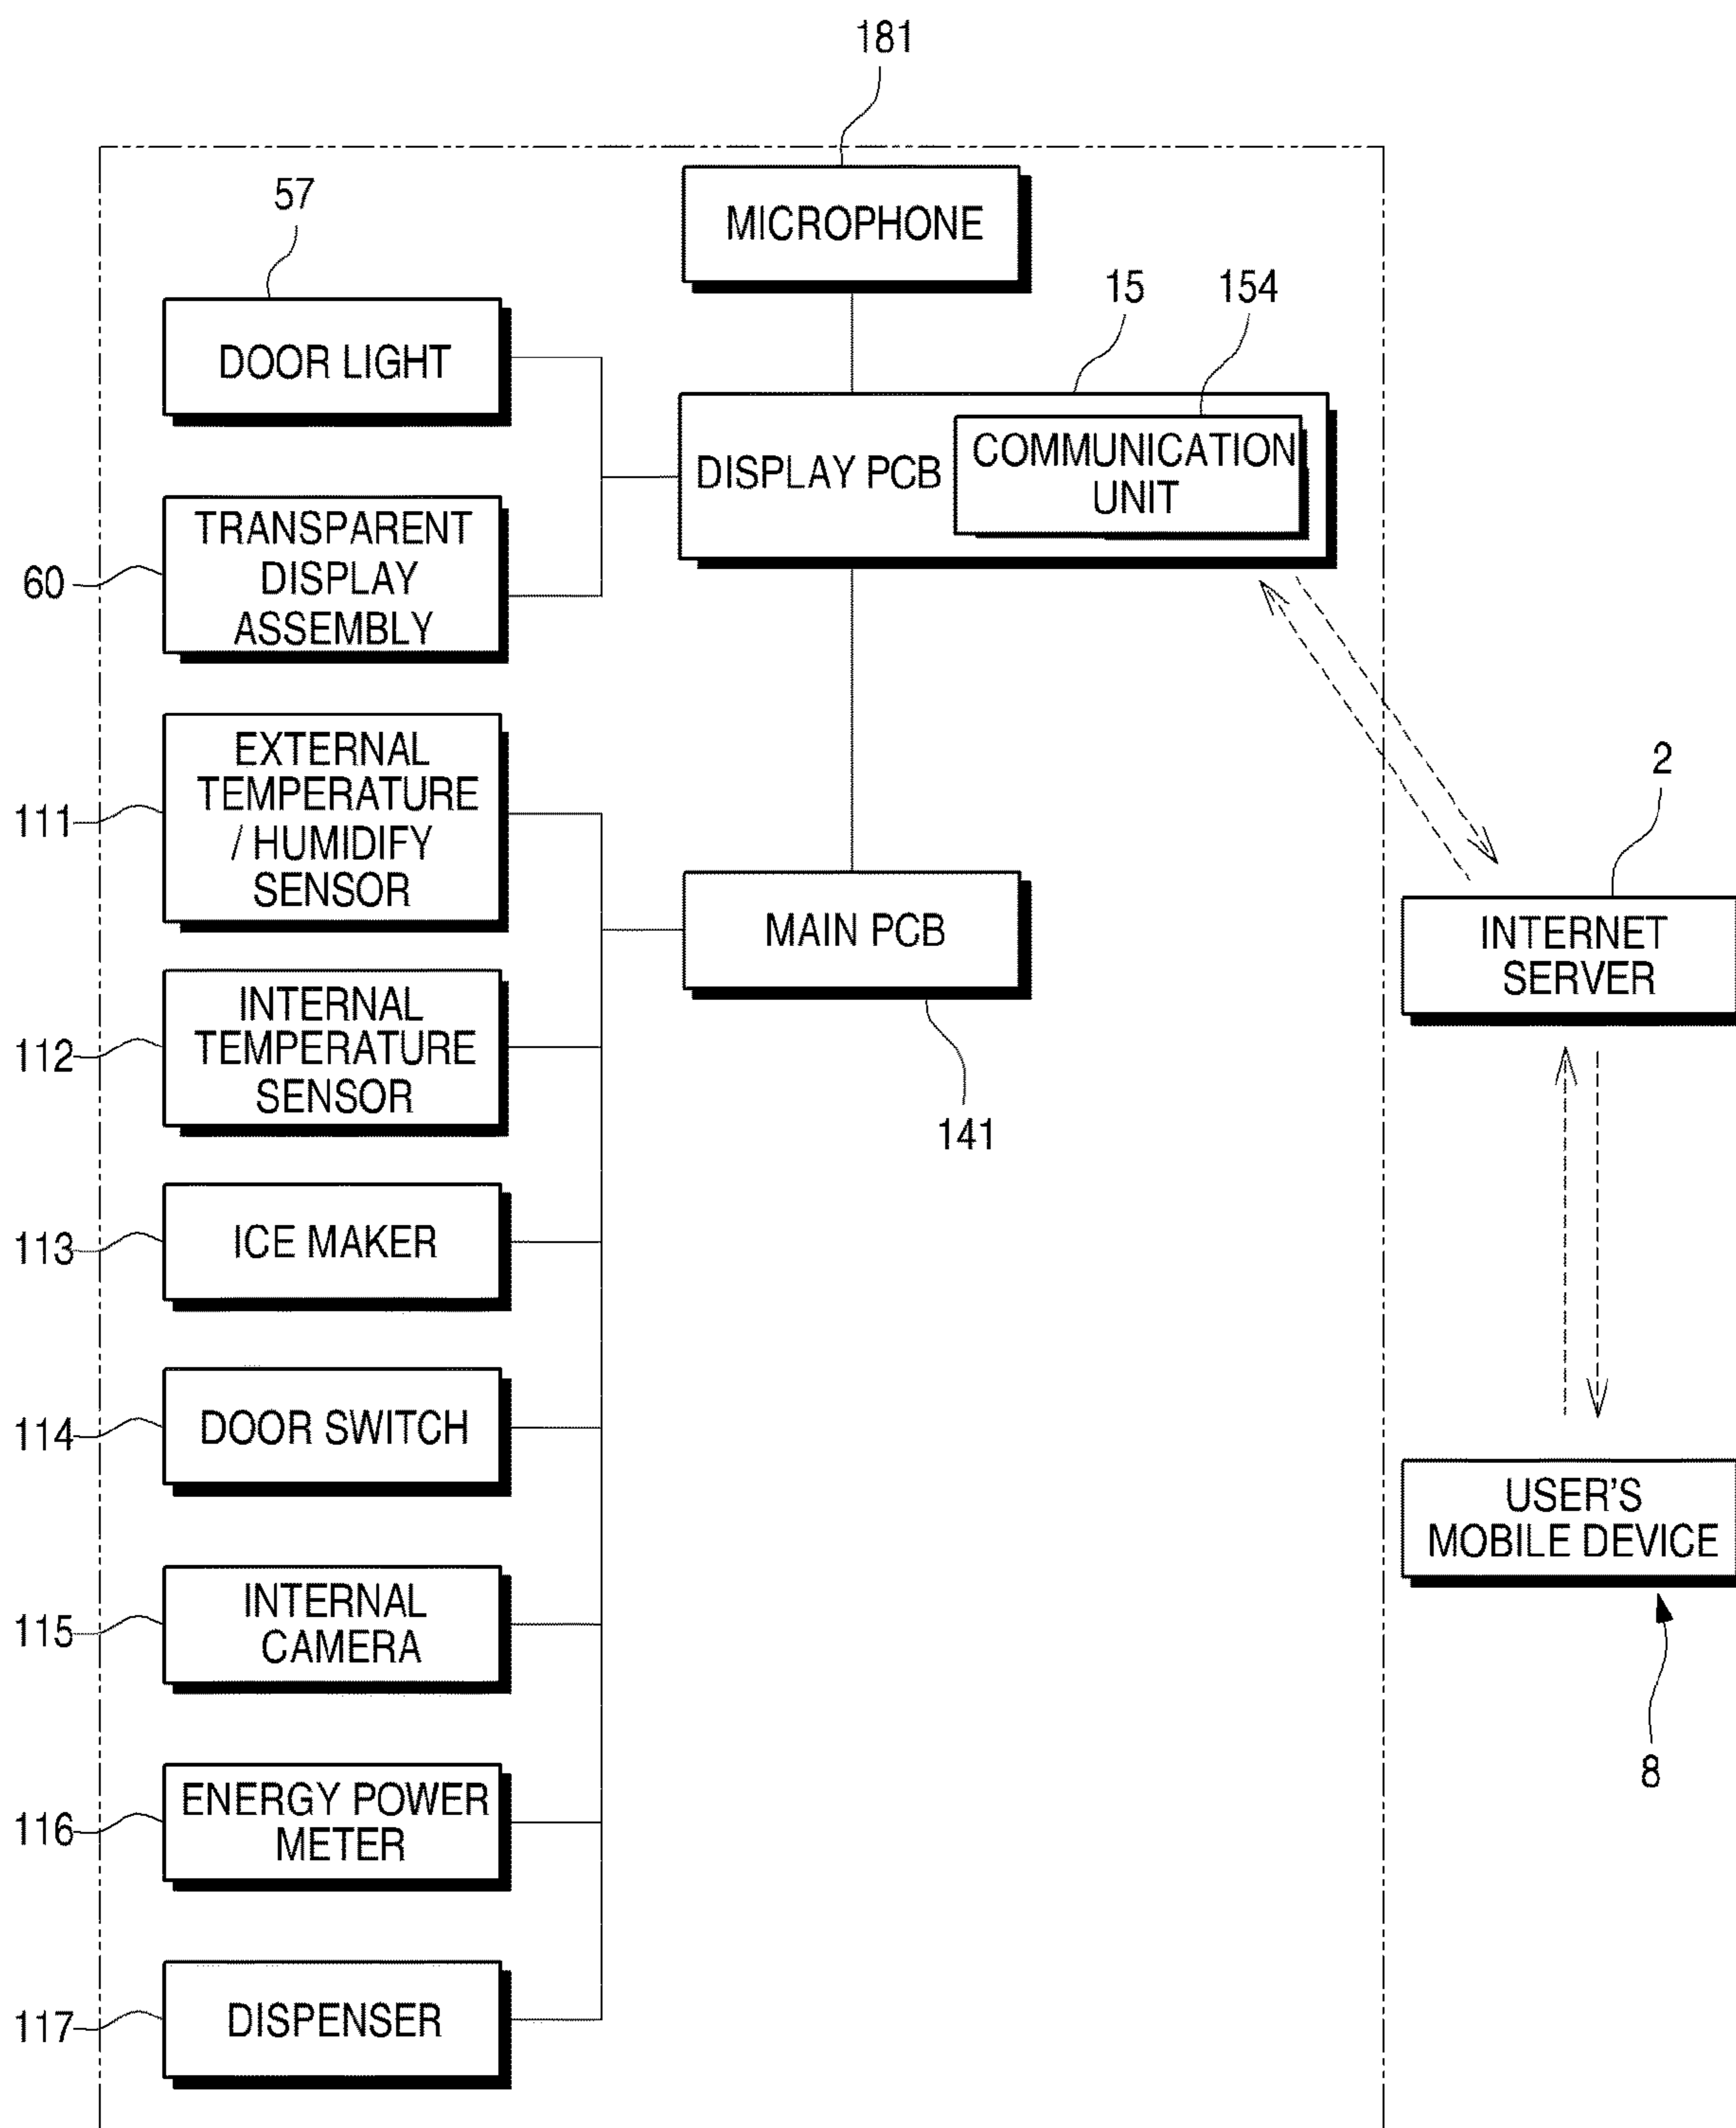 181
MICROPHONE
57
DOOR LIGHT
15
154
DISPLAY PCB
COMMUNICATION
UNIT
60
TRANSPARENT
DISPLAY
ASSEMBLY
111
EXTERNAL
TEMPERATURE
/ HUMIDIFY
SENSOR
MAIN PCB
141
2
INTERNET
SERVER
112
INTERNAL
TEMPERATURE
SENSOR
113
ICE MAKER
114
DOOR SWITCH
USER'S
MOBILE DEVICE
8
115
INTERNAL
CAMERA
116
ENERGY POWER
METER
117
DISPENSER